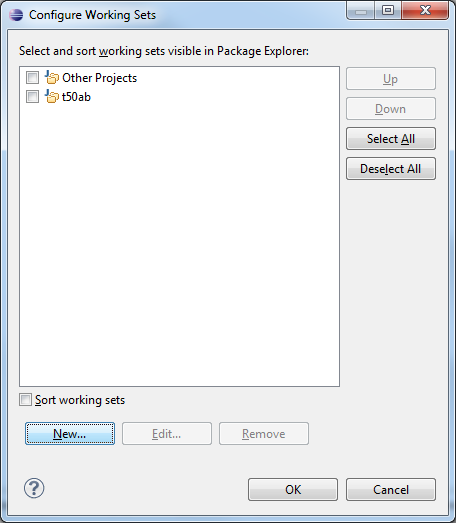 Configure Working Sets
Select and sort working sets visible in Package Explorer:
Other Projects
t50ab
Up
Down
Select All
Deselect All
Sort working sets
New...
Edit...
Remove
?
OK
Cancel